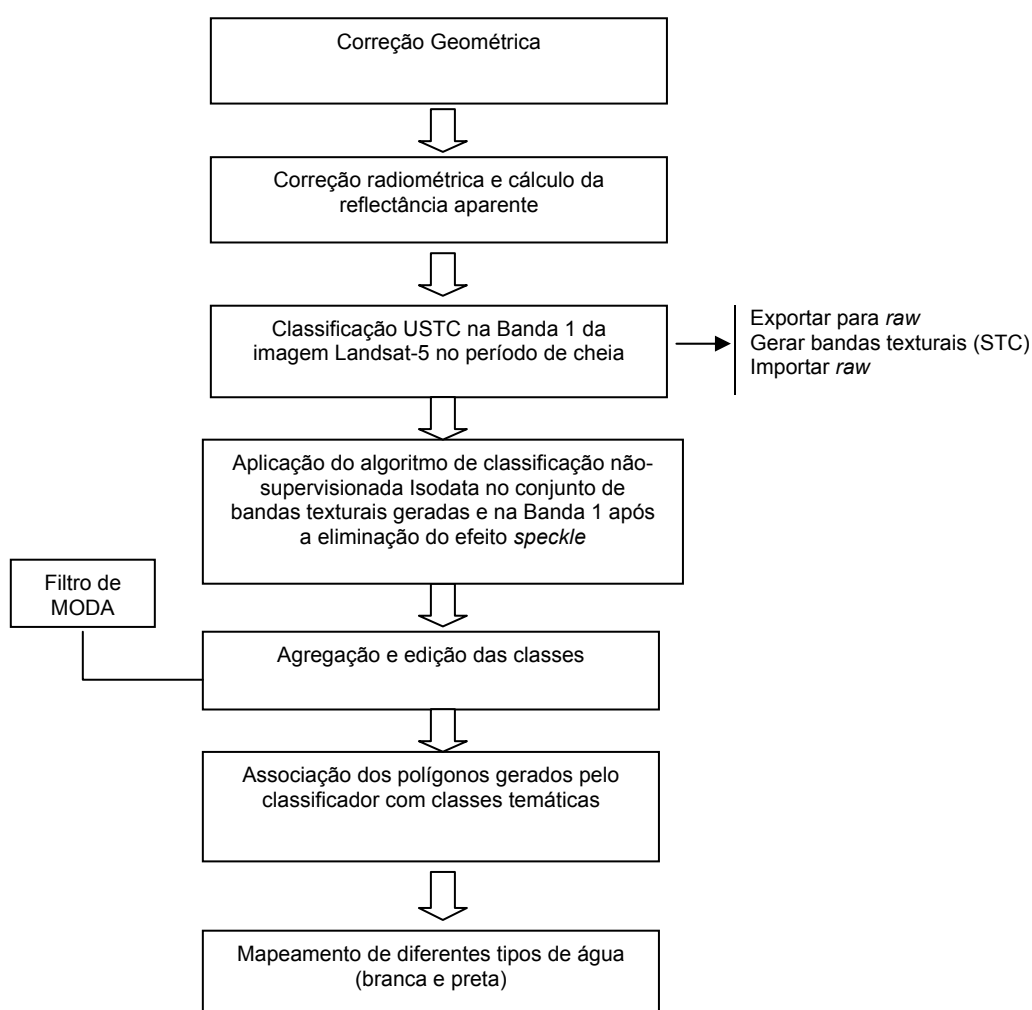 Correção Geométrica
Correção radiométrica e cálculo da
reflectância aparente
Classificação USTC na Banda 1 da
imagem Landsat-5 no período de cheia
Exportar para raw
Gerar bandas texturais (STC)
Importar raw
Aplicação do algoritmo de classificação não-
supervisionada Isodata no conjunto de
bandas texturais geradas e na Banda 1 após
a eliminação do efeito speckle
Filtro de
MODA
Agregação e edição das classes
Associação dos polígonos gerados pelo
classificador com classes temáticas
Mapeamento de diferentes tipos de água
(branca e preta)